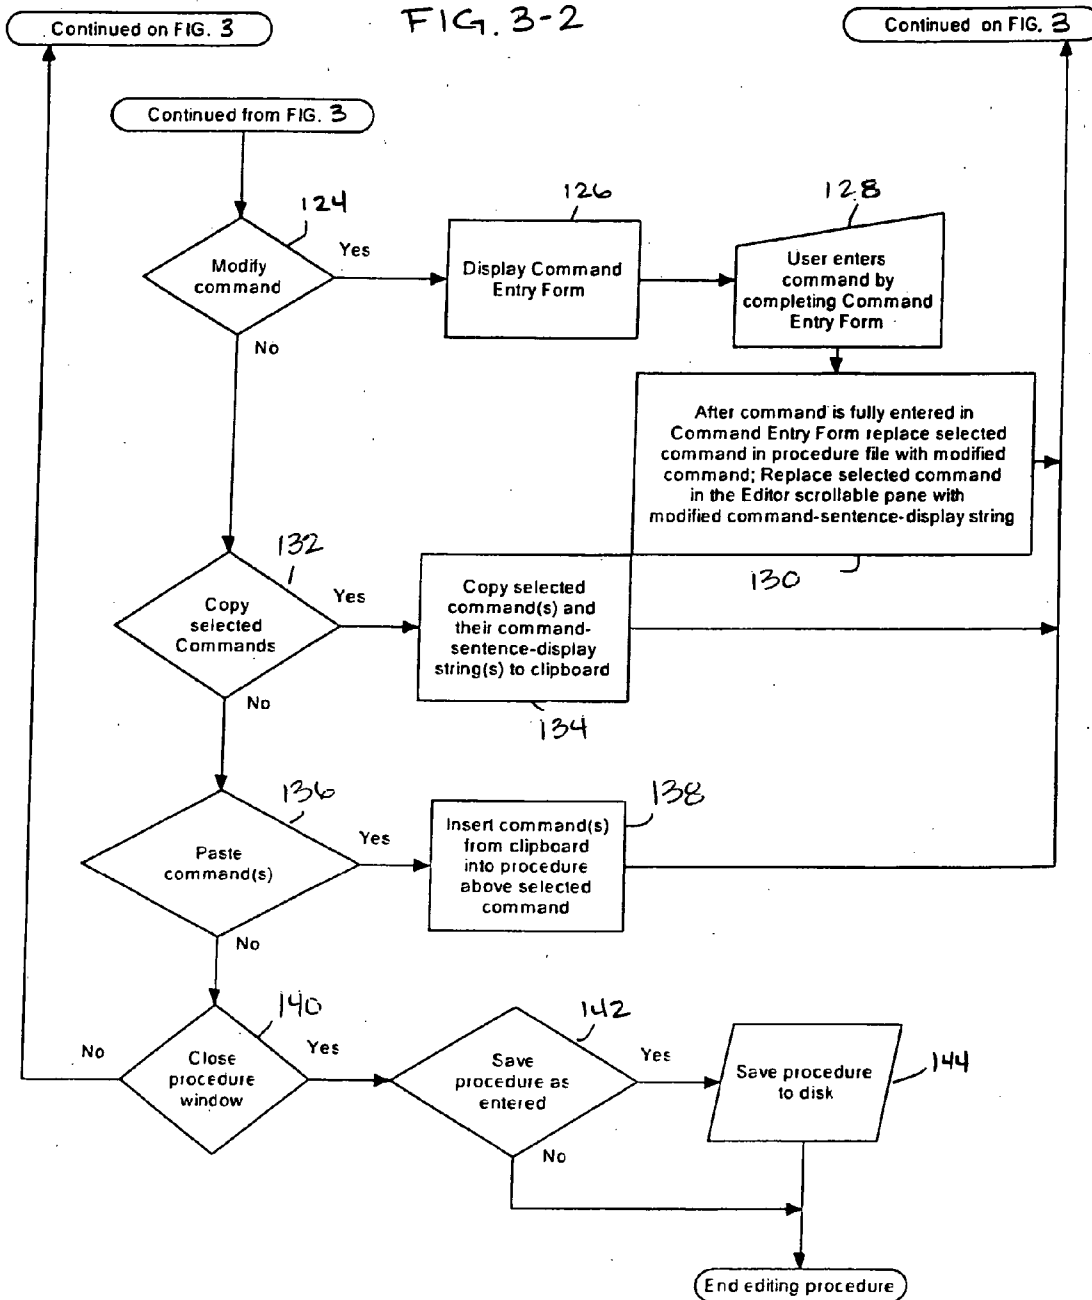 FIG. 3-2
Continued on FIG. 3
Continued on FIG. 3
Continued from FIG. 3
124
Modify
command
Yes
No
126
Display Command
Entry Form
128
User enters
command by
completing Command
Entry Form
After command is fully entered in
Command Entry Form replace selected
command in procedure file with modified
command; Replace selected command
in the Editor scrollable pane with
modified command-sentence-display string
130
132
Copy
selected
Commands
Yes
No
Copy selected
command(s) and
their command-
sentence-display
string(s) to clipboard
134
136
Paste
command(s)
Yes
No
138
Insert command(s)
from clipboard
into procedure
above selected
command
140
Close
procedure
window
No
Yes
142
Save
procedure as
entered
Yes
No
Save procedure
to disk
144
End editing procedure